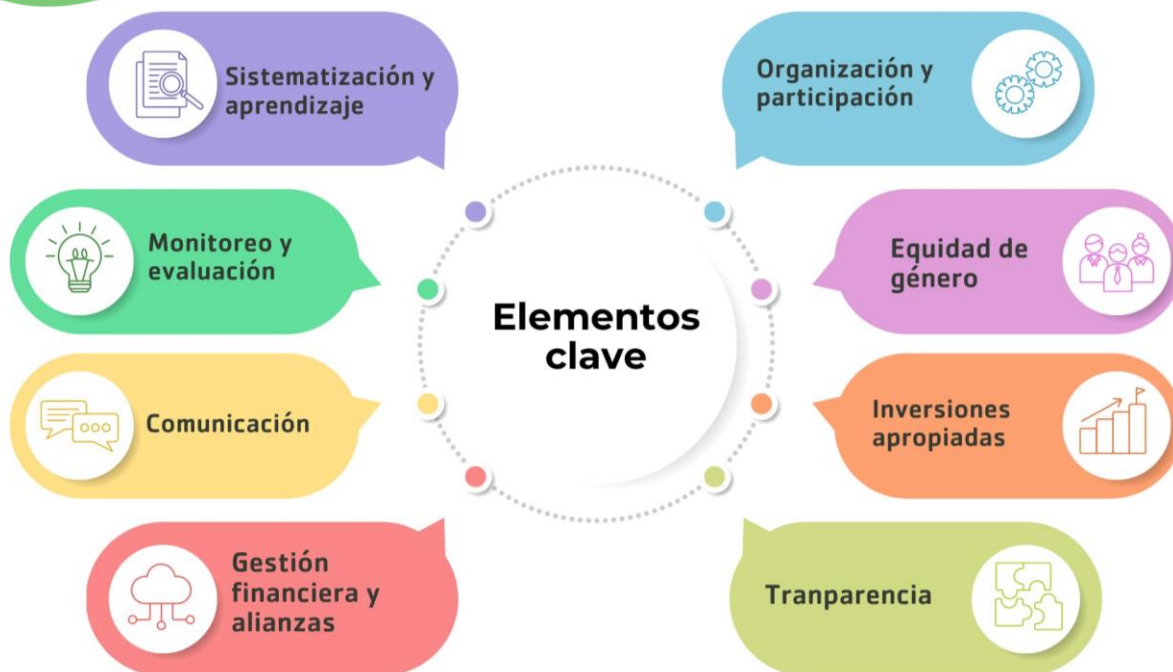 Sistematización y
aprendizaje
Organización y
participación
Monitoreo y
evaluación
Equidad de
género
Elementos
clave
Comunicación
Inversiones
apropiadas
Gestión
financiera y
alianzas
Tranparencia